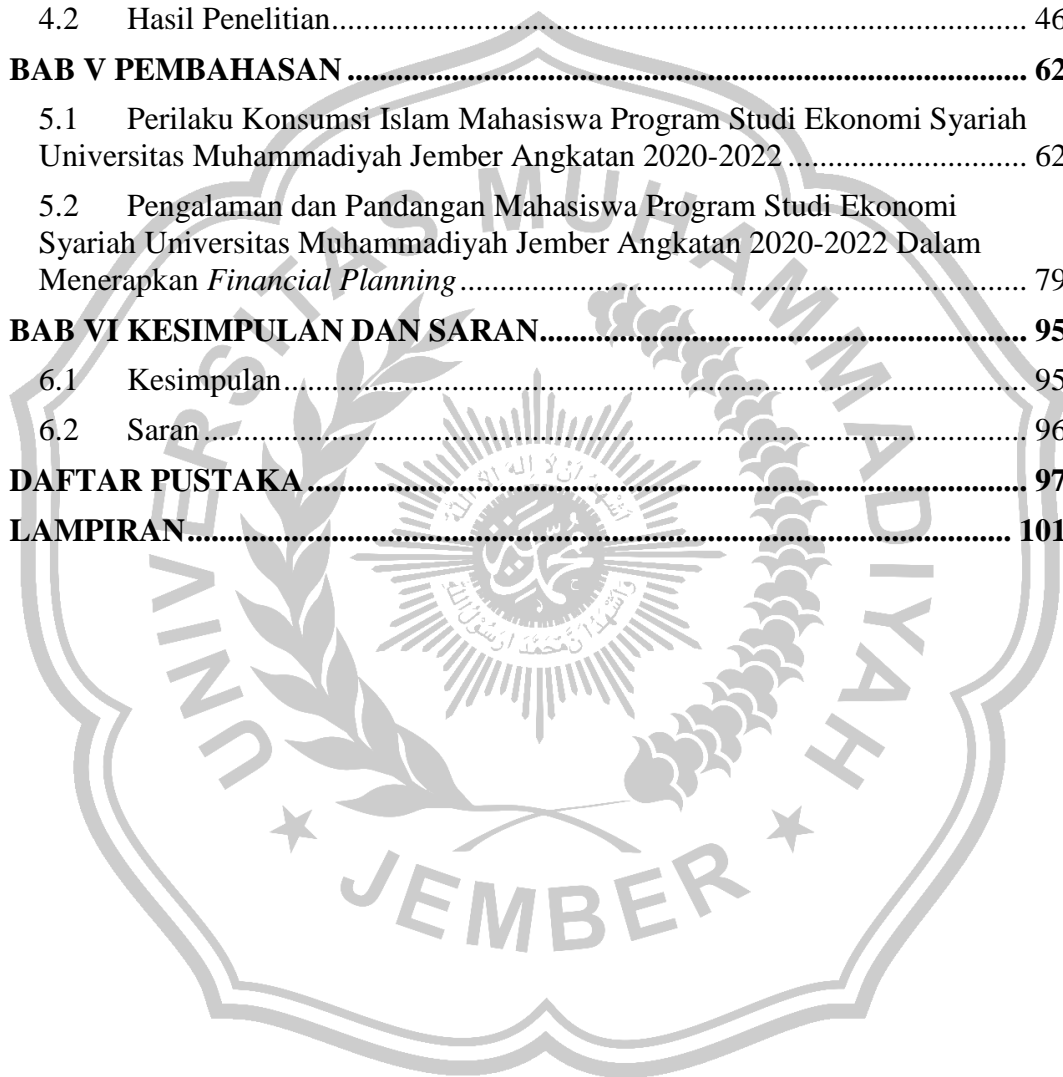 4.2 Hasil Penelitian.......... 46
BAB V PEMBAHASAN .......... 62
5.1 Perilaku Konsumsi Islam Mahasiswa Program Studi Ekonomi Syariah
Universitas Muhammadiyah Jember Angkatan 2020-2022 .......... 62
5.2 Pengalaman dan Pandangan Mahasiswa Program Studi Ekonomi
Syariah Universitas Muhammadiyah Jember Angkatan 2020-2022 Dalam
Menerapkan Financial Planning .......... 79
BAB VI KESIMPULAN DAN SARAN.......... 95
6.1 Kesimpulan.......... 95
6.2 Saran .......... 96
DAFTAR PUSTAKA .......... 97
LAMPIRAN.......... 101
UNIVERSITAS MUHAMMADIYAH
JEMBER